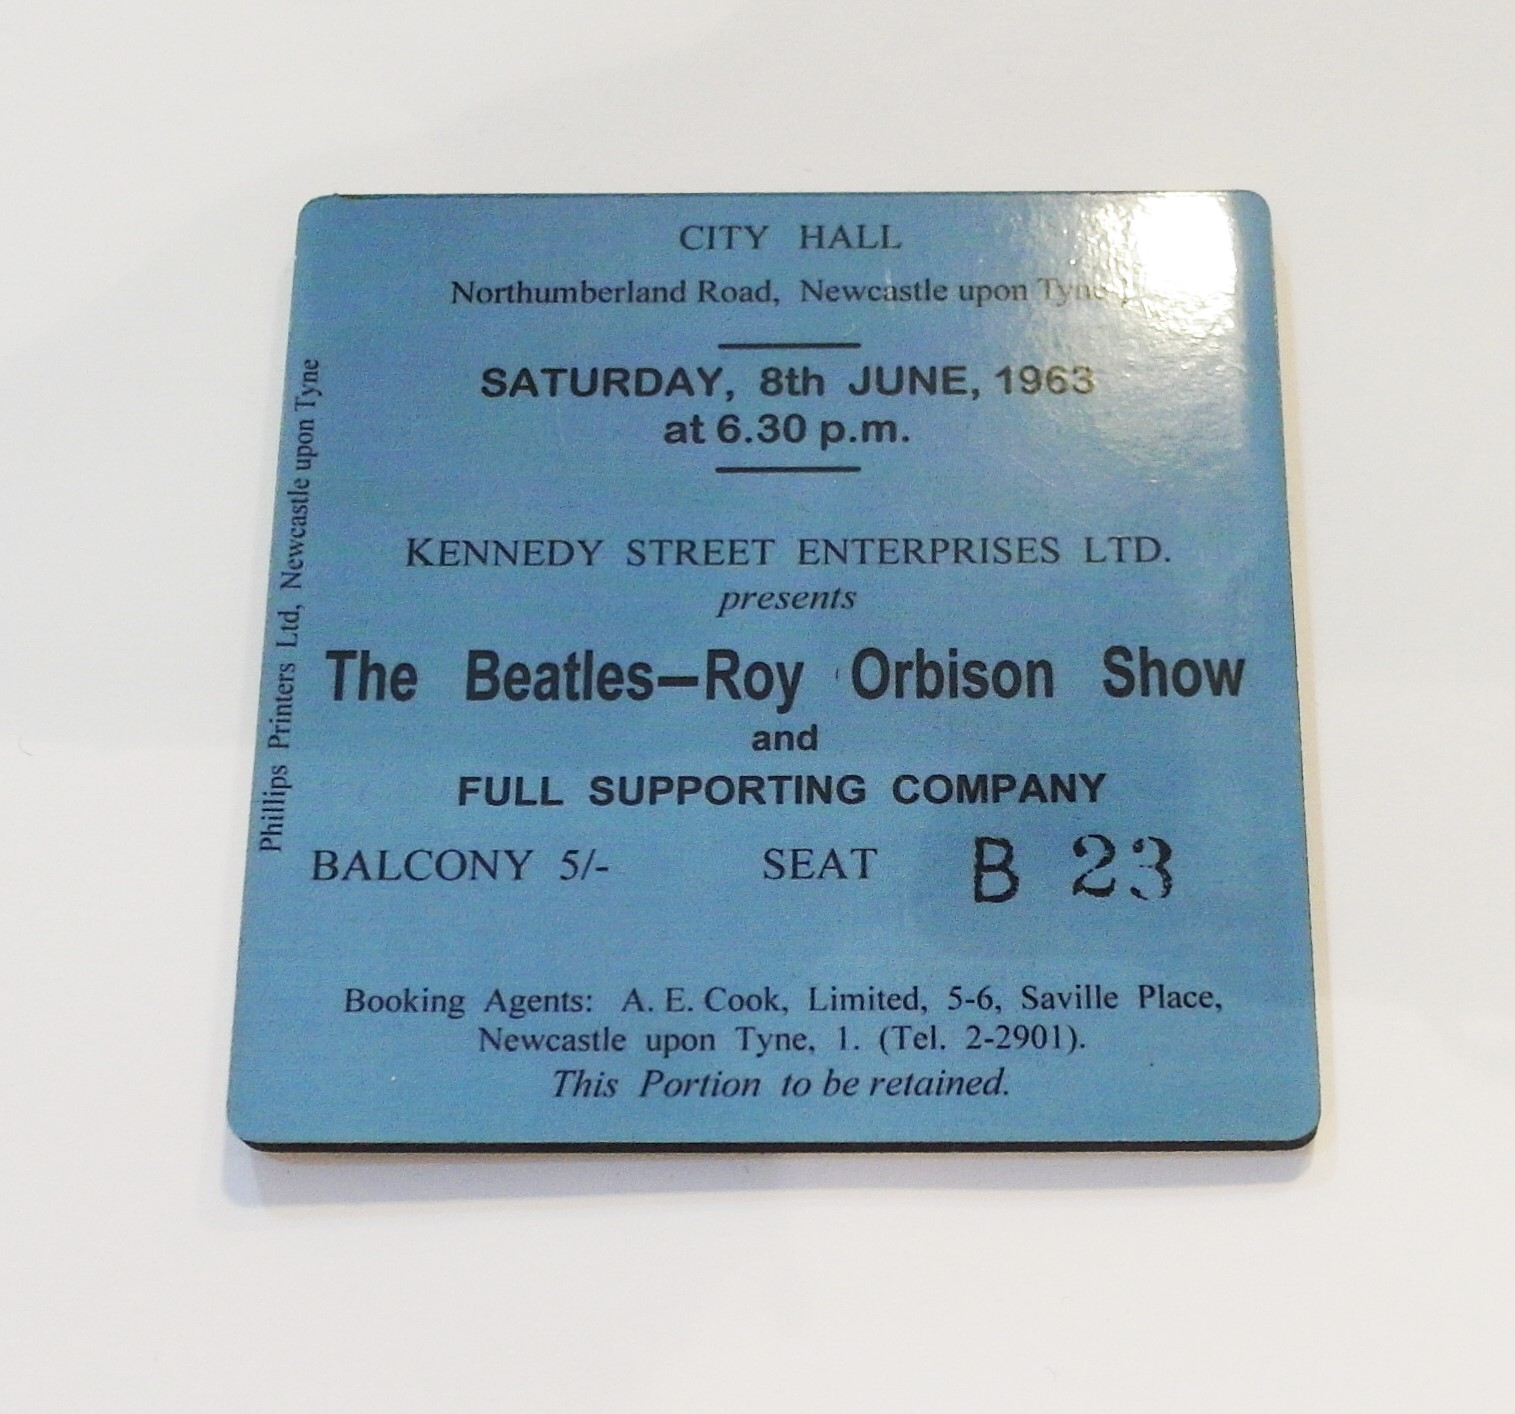 CITY HALL
Northumberland Road, Newcastle upon Tyne
SATURDAY, 8th JUNE, 1963
at 6.30 p.m.
KENNEDY STREET ENTERPRISES LTD.
presents
The Beatles—Roy Orbison Show
and
FULL SUPPORTING COMPANY
BALCONY 5/- SEAT B 23
Booking Agents: A. E. Cook, Limited, 5-6, Saville Place,
Newcastle upon Tyne, 1. (Tel. 2-2901).
This Portion to be retained.
Phillips Printers Ltd, Newcastle upon Tyne